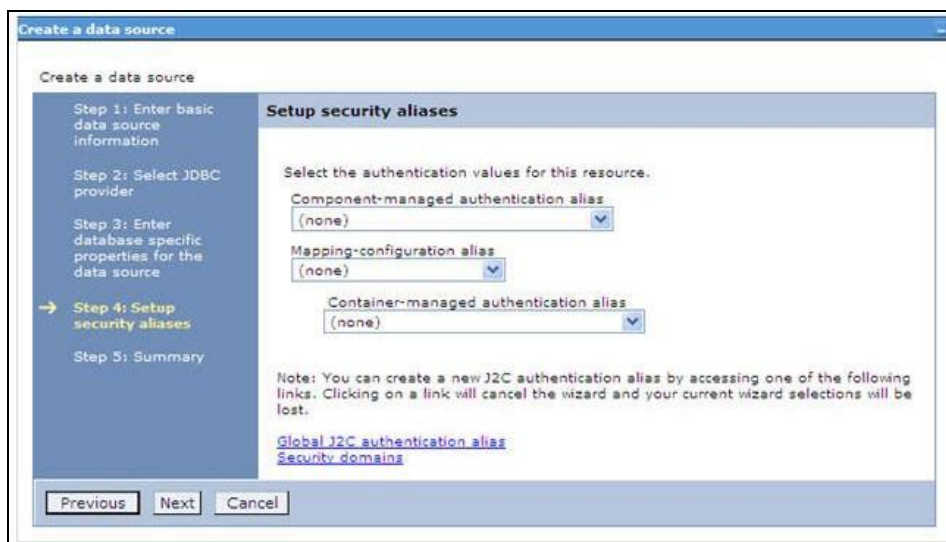 Create a data source
Create a data source
Step 1: Enter basic
data source
information
Step 2: Select JDBC
provider
Step 3: Enter
database specific
properties for the
data source
Step 4: Setup
security aliases
Step 5: Summary
Setup security aliases
Select the authentication values for this resource.
Component-managed authentication alias
(none)
Mapping-configuration alias
(none)
Container-managed authentication alias
(none)
Note: You can create a new J2C authentication alias by accessing one of the following
links. Clicking on a link will cancel the wizard and your current wizard selections will be
lost.
Global J2C authentication alias
Security domains
Previous Next Cancel